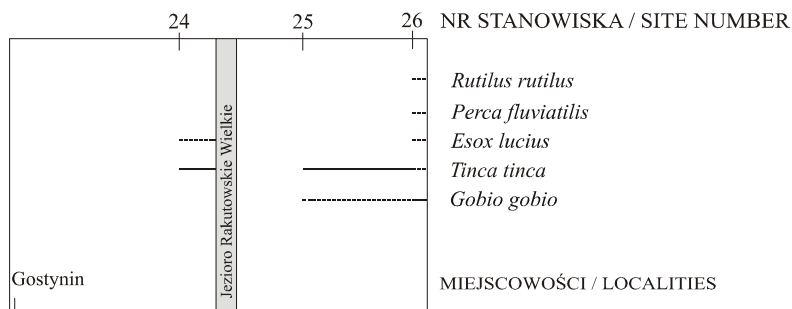 24 25 26 NR STANOWISKA / SITE NUMBER
Rutilus rutilus
Perca fluviatilis
Esox lucius
Tinca tinca
Gobio gobio
Jezioro Rakutowskie Wielkie
Gostynin
MIEJSCOWOŚCI / LOCALITIES